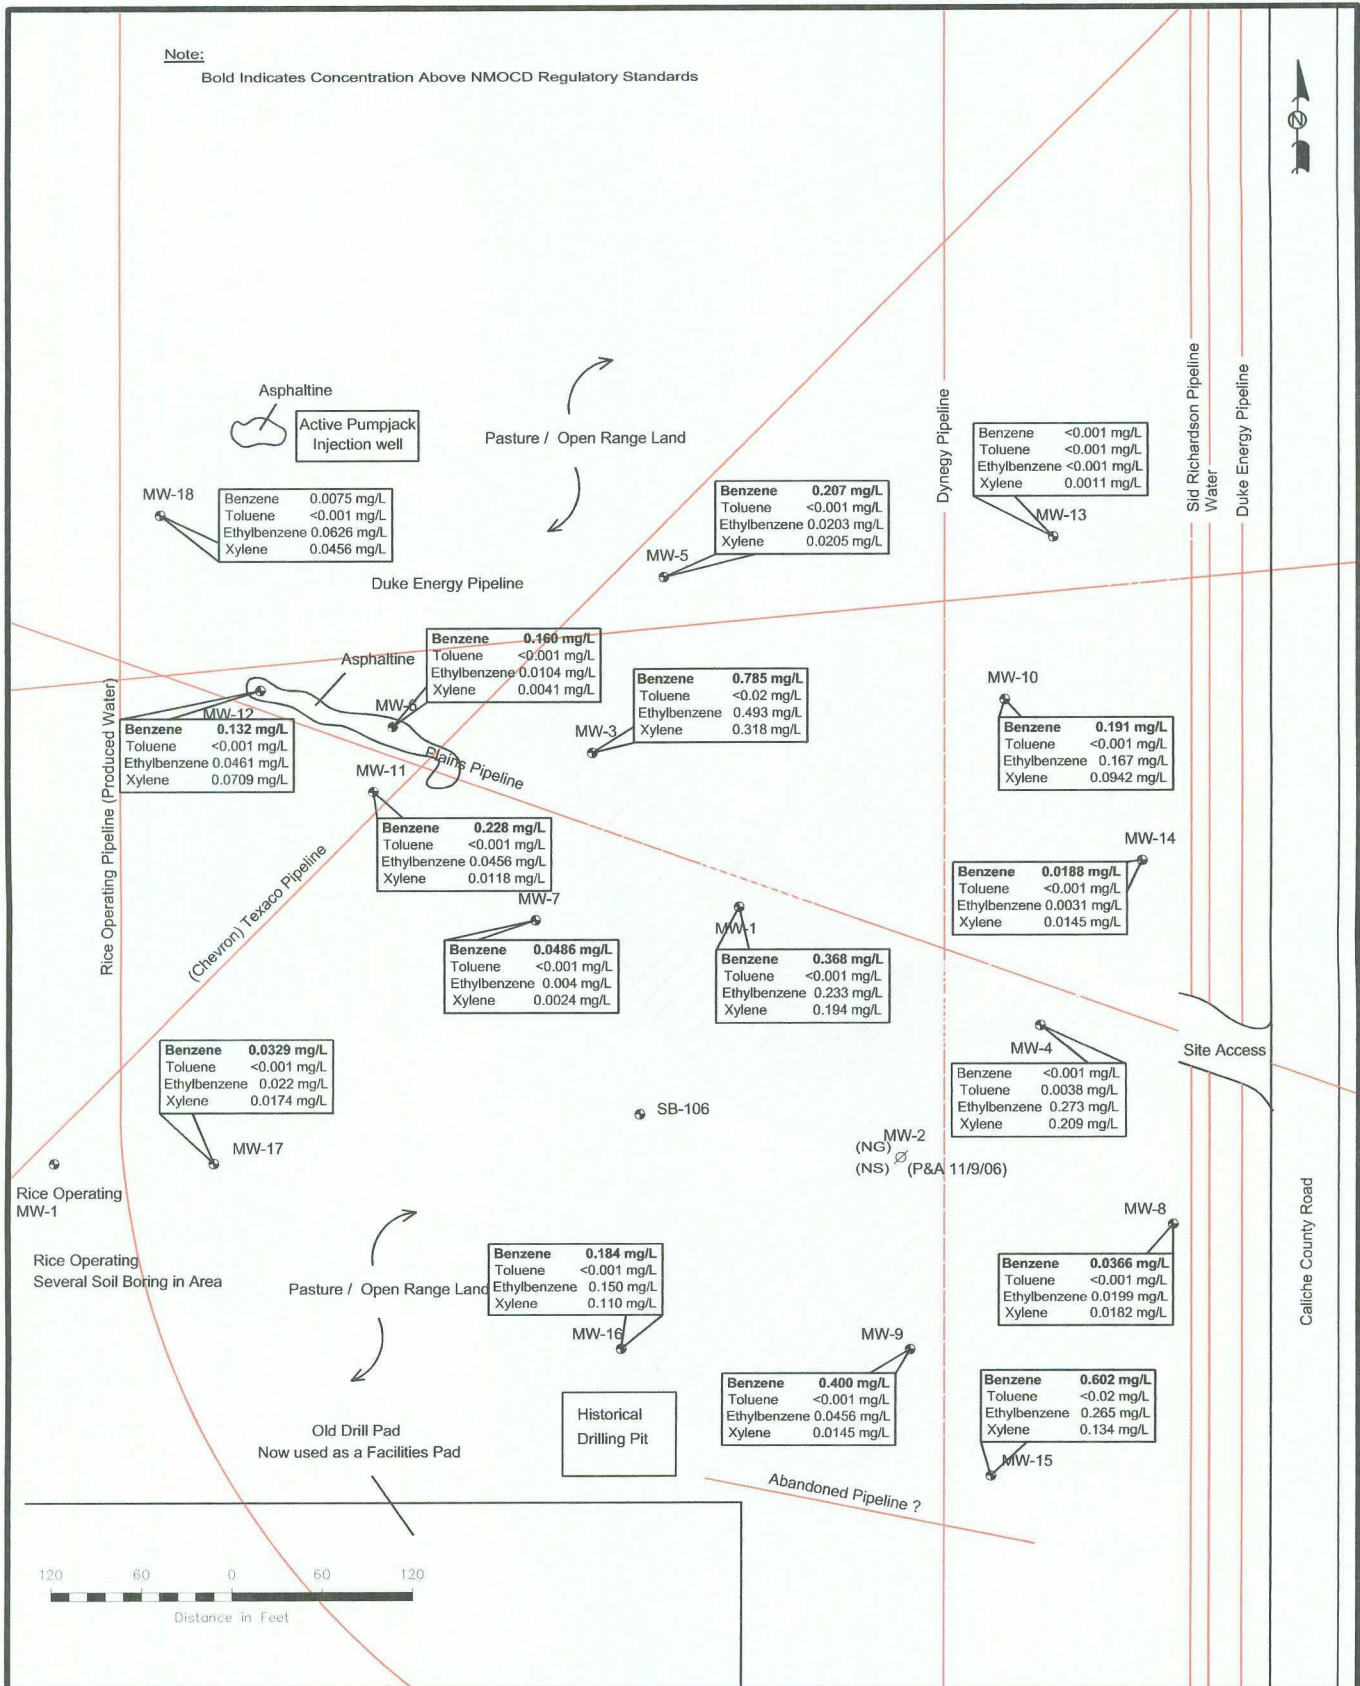 Note:
Bold Indicates Concentration Above NMOCD Regulatory Standards
N
Asphaltine
Active Pumpjack
Injection well
Pasture / Open Range Land
Dynegy Pipeline
Sid Richardson Pipeline
Water
Duke Energy Pipeline
Benzene <0.001 mg/L
Toluene <0.001 mg/L
Ethylbenzene <0.001 mg/L
Xylene 0.0011 mg/L
MW-13
MW-18
Benzene 0.0075 mg/L
Toluene <0.001 mg/L
Ethylbenzene 0.0626 mg/L
Xylene 0.0456 mg/L
Benzene 0.207 mg/L
Toluene <0.001 mg/L
Ethylbenzene 0.0203 mg/L
Xylene 0.0205 mg/L
MW-5
Duke Energy Pipeline
Benzene 0.160 mg/L
Toluene <0.001 mg/L
Ethylbenzene 0.0104 mg/L
Xylene 0.0041 mg/L
Asphaltine
MW-6
Benzene 0.785 mg/L
Toluene <0.02 mg/L
Ethylbenzene 0.493 mg/L
Xylene 0.318 mg/L
MW-3
MW-10
Benzene 0.191 mg/L
Toluene <0.001 mg/L
Ethylbenzene 0.167 mg/L
Xylene 0.0942 mg/L
MW-12
Benzene 0.132 mg/L
Toluene <0.001 mg/L
Ethylbenzene 0.0461 mg/L
Xylene 0.0709 mg/L
Rice Operating Pipeline (Produced Water)
Plains Pipeline
MW-11
Benzene 0.228 mg/L
Toluene <0.001 mg/L
Ethylbenzene 0.0456 mg/L
Xylene 0.0118 mg/L
(Chevron) Texaco Pipeline
MW-14
Benzene 0.0188 mg/L
Toluene <0.001 mg/L
Ethylbenzene 0.0031 mg/L
Xylene 0.0145 mg/L
MW-7
Benzene 0.0486 mg/L
Toluene <0.001 mg/L
Ethylbenzene 0.004 mg/L
Xylene 0.0024 mg/L
MW-1
Benzene 0.368 mg/L
Toluene <0.001 mg/L
Ethylbenzene 0.233 mg/L
Xylene 0.194 mg/L
Site Access
MW-4
Benzene <0.001 mg/L
Toluene 0.0038 mg/L
Ethylbenzene 0.273 mg/L
Xylene 0.209 mg/L
Benzene 0.0329 mg/L
Toluene <0.001 mg/L
Ethylbenzene 0.022 mg/L
Xylene 0.0174 mg/L
MW-17
SB-106
MW-2
(NG)
(NS) (P&A 11/9/06)
Rice Operating
MW-1
Rice Operating
Several Soil Boring in Area
Pasture / Open Range Land
MW-8
Benzene 0.0366 mg/L
Toluene <0.001 mg/L
Ethylbenzene 0.0199 mg/L
Xylene 0.0182 mg/L
Caliche County Road
Benzene 0.184 mg/L
Toluene <0.001 mg/L
Ethylbenzene 0.150 mg/L
Xylene 0.110 mg/L
MW-16
MW-9
Benzene 0.400 mg/L
Toluene <0.001 mg/L
Ethylbenzene 0.0456 mg/L
Xylene 0.0145 mg/L
Benzene 0.602 mg/L
Toluene <0.02 mg/L
Ethylbenzene 0.265 mg/L
Xylene 0.134 mg/L
MW-15
Historical
Drilling Pit
Old Drill Pad
Now used as a Facilities Pad
Abandoned Pipeline ?
120 60 0 60 120
Distance in Feet